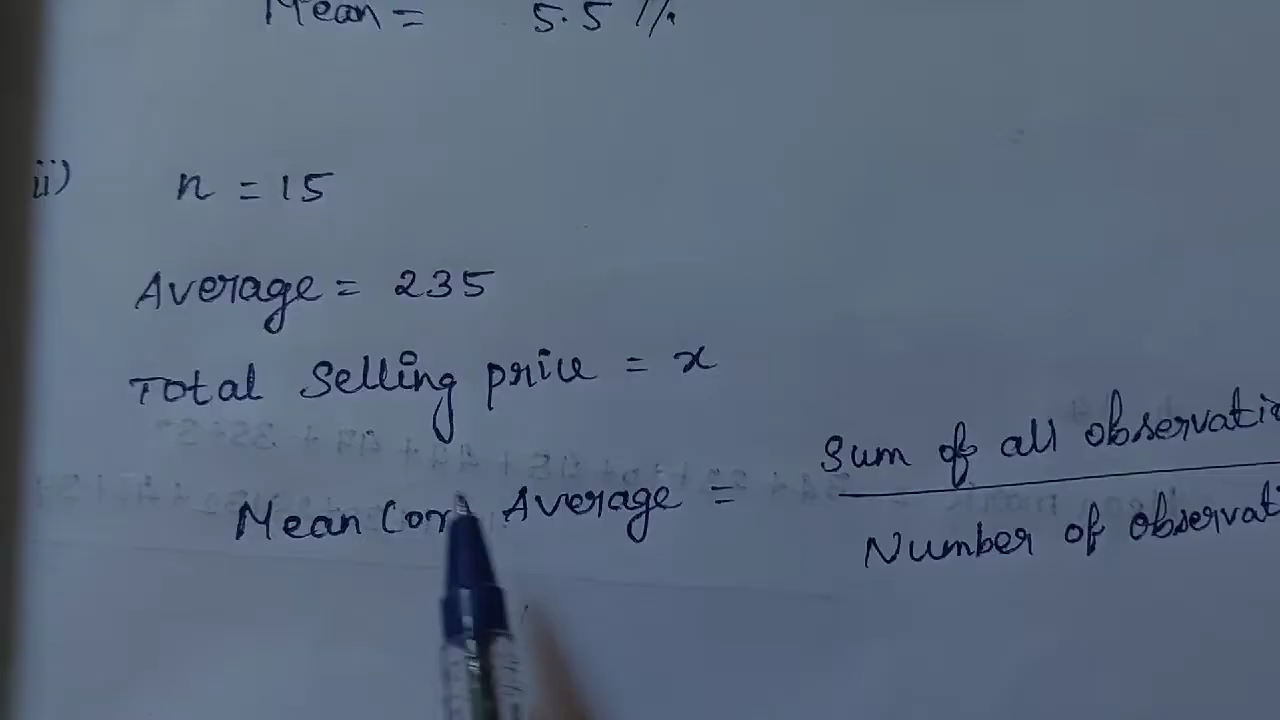 Mean = 5.5 %.
ii) n = 15
Average = 235
Total Selling price = x
Mean (or) Average = Sum of all observati
Number of observat